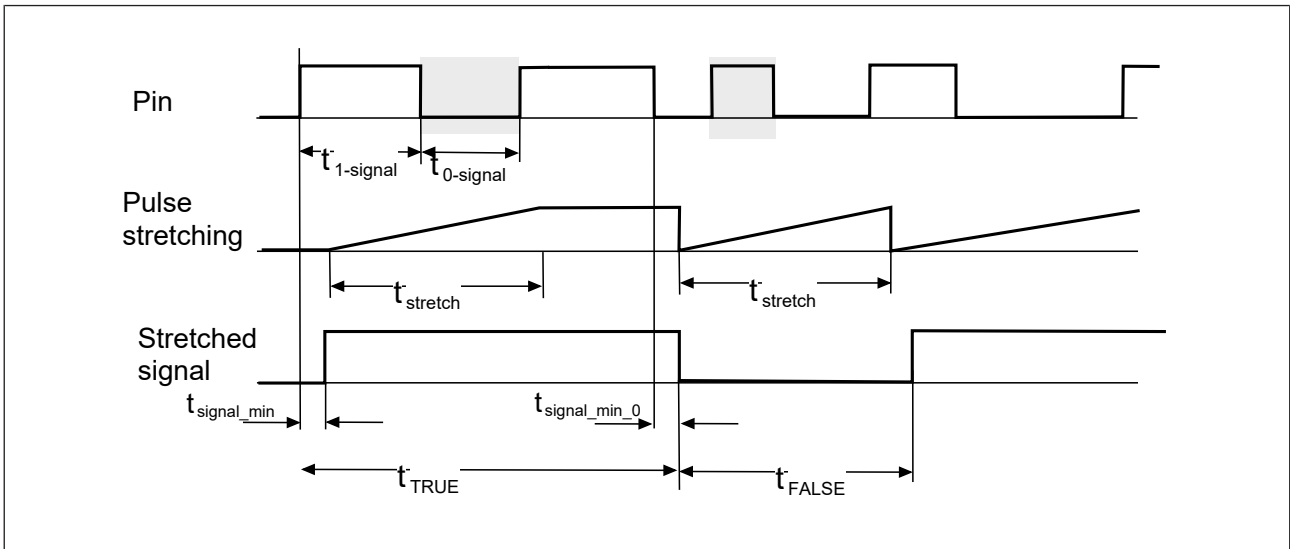 Pin
t1-signal
t0-signal
Pulse
stretching
tstretch
tstretch
Stretched
signal
tsignal_min
tsignal_min_0
tTRUE
tFALSE